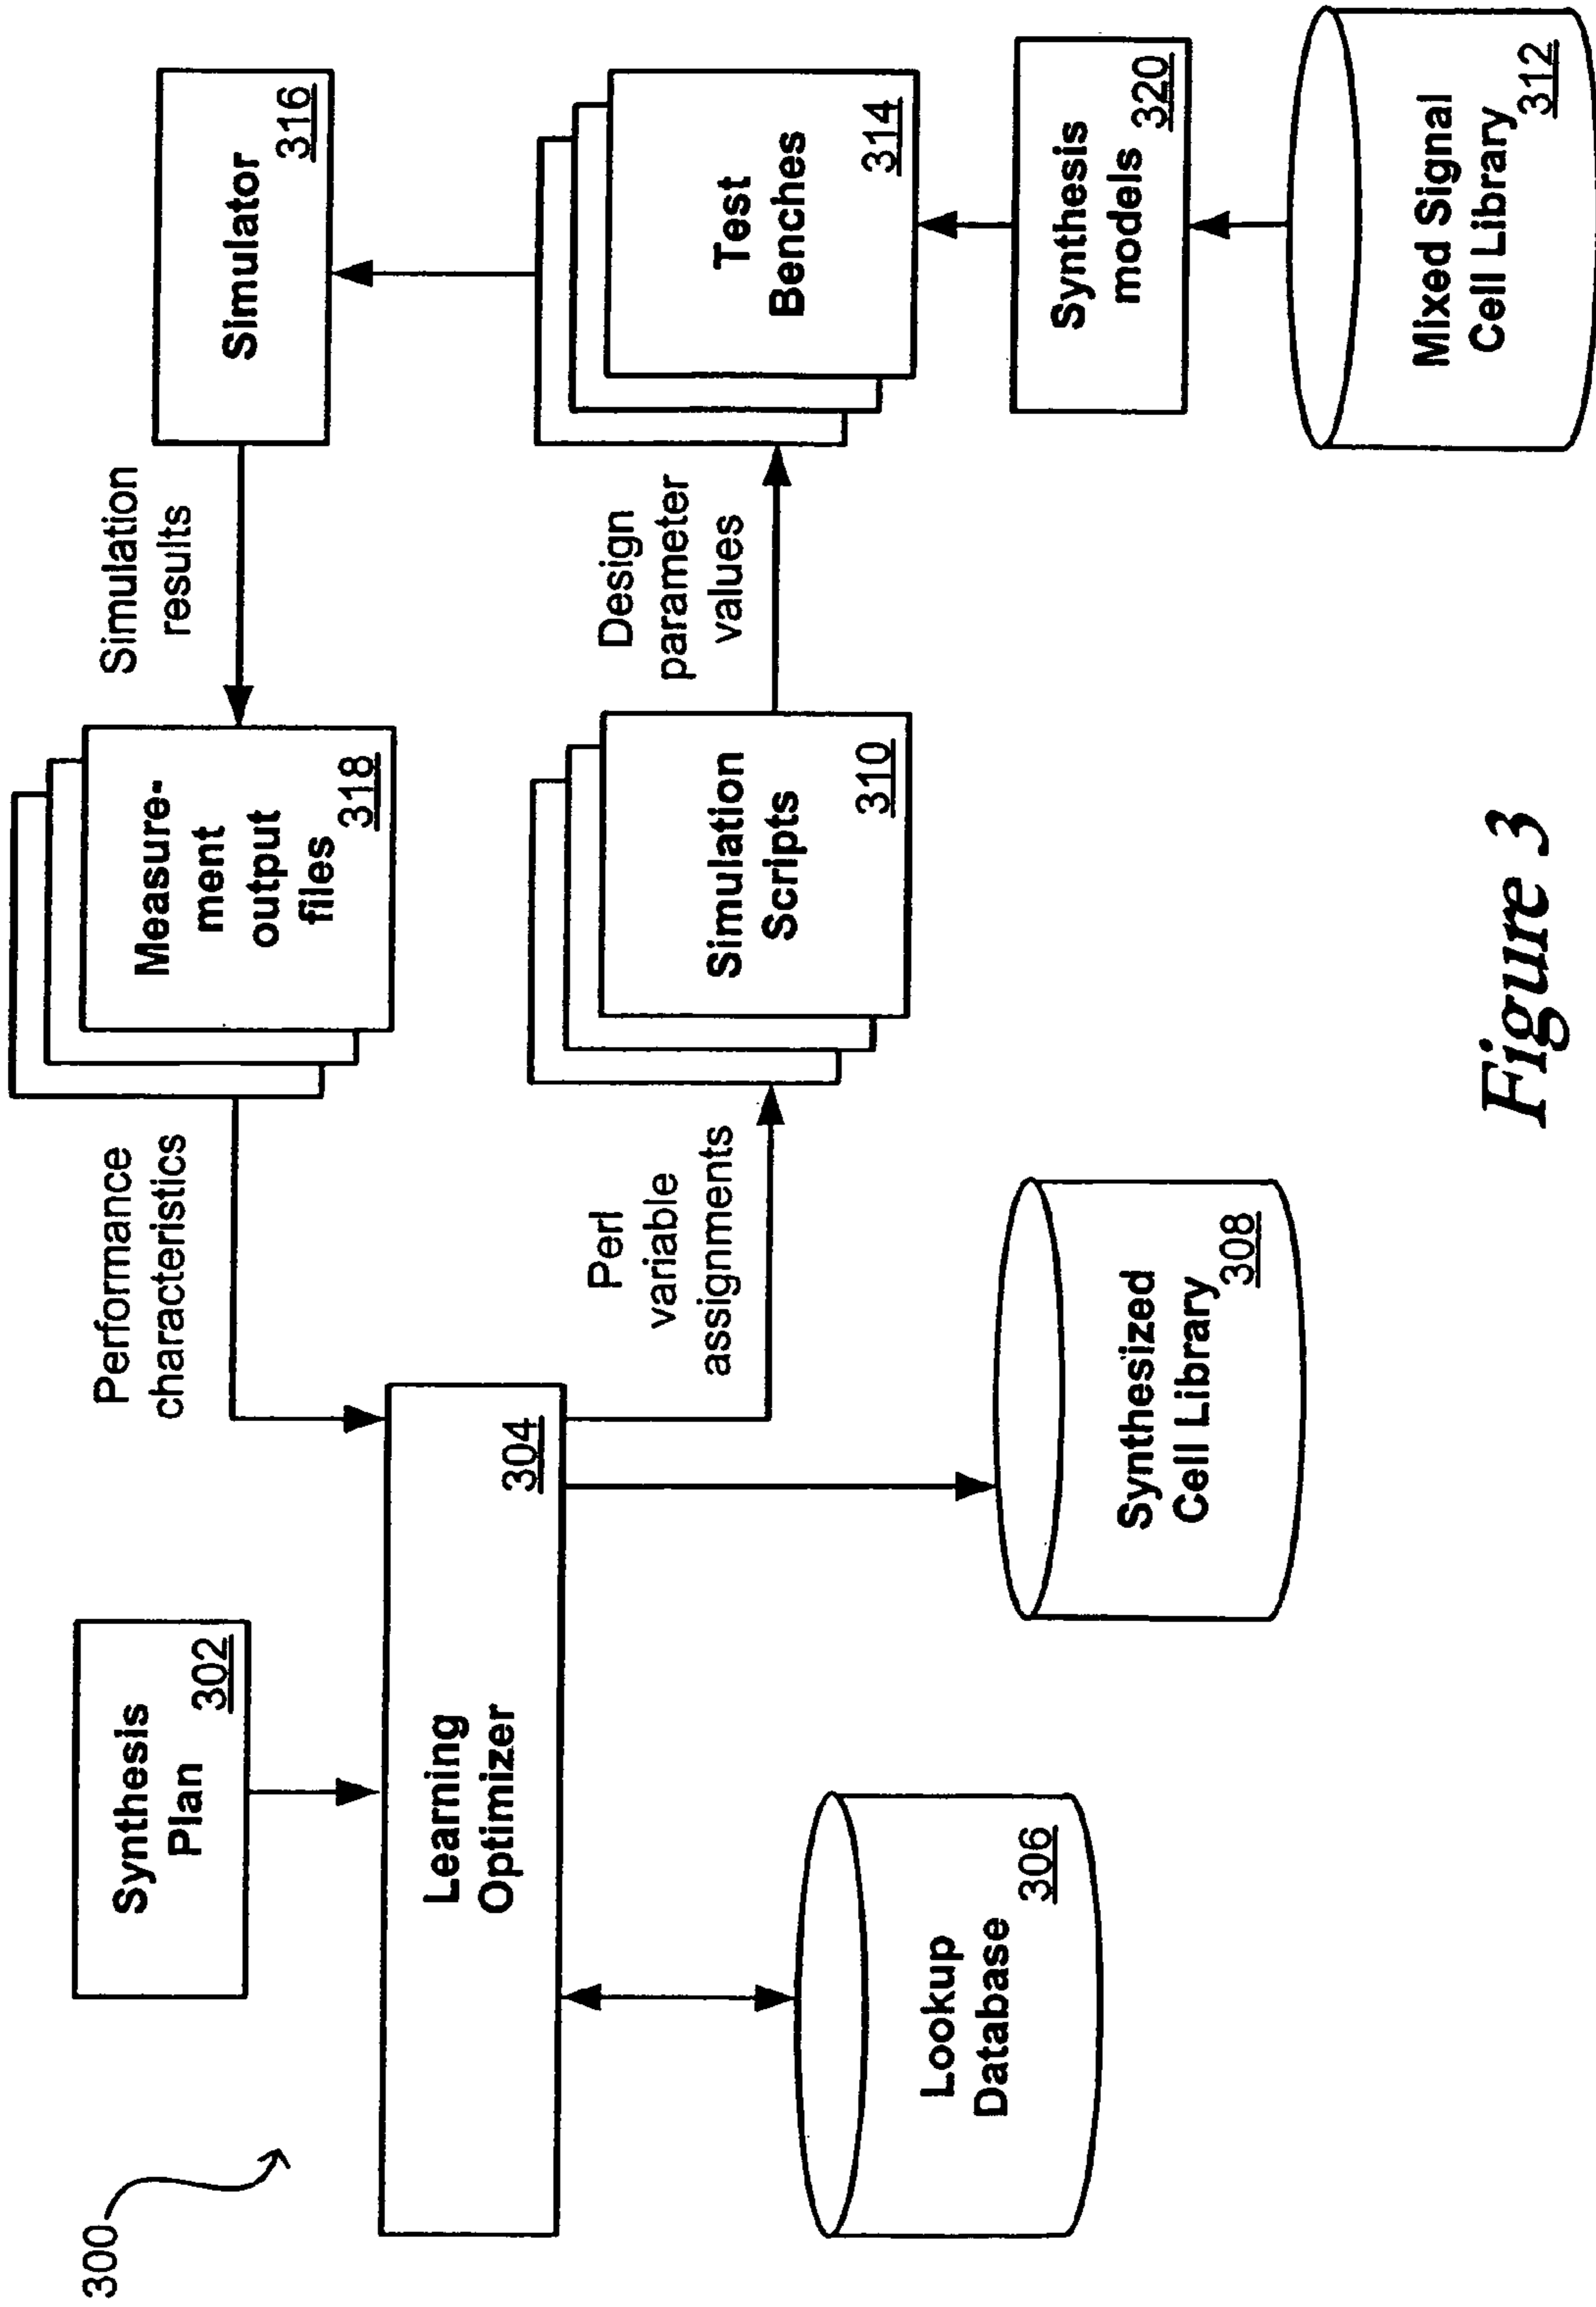 300
Synthesis
Plan
302
Learning
Optimizer
304
Lookup
Database
306
Synthesized
Cell Library
308
Performance
characteristics
Perl
variable
assignments
Measure-
ment
output
files
318
Simulation
Scripts
310
Simulation
results
Design
parameter
values
Simulator
316
Test
Benches
314
Synthesis
models
320
Mixed Signal
Cell Library
312
Figure 3